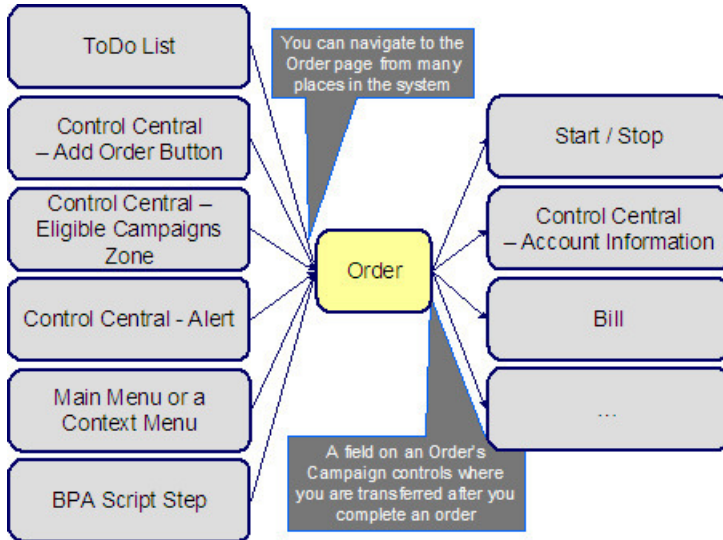 ToDo List
Control Central
– Add Order Button
Control Central –
Eligible Campaigns
Zone
Control Central - Alert
Main Menu or a
Context Menu
BPA Script Step
You can navigate to the
Order page from many
places in the system
Order
A field on an Order's
Campaign controls where
you are transferred after you
complete an order
Start / Stop
Control Central
– Account Information
Bill
...